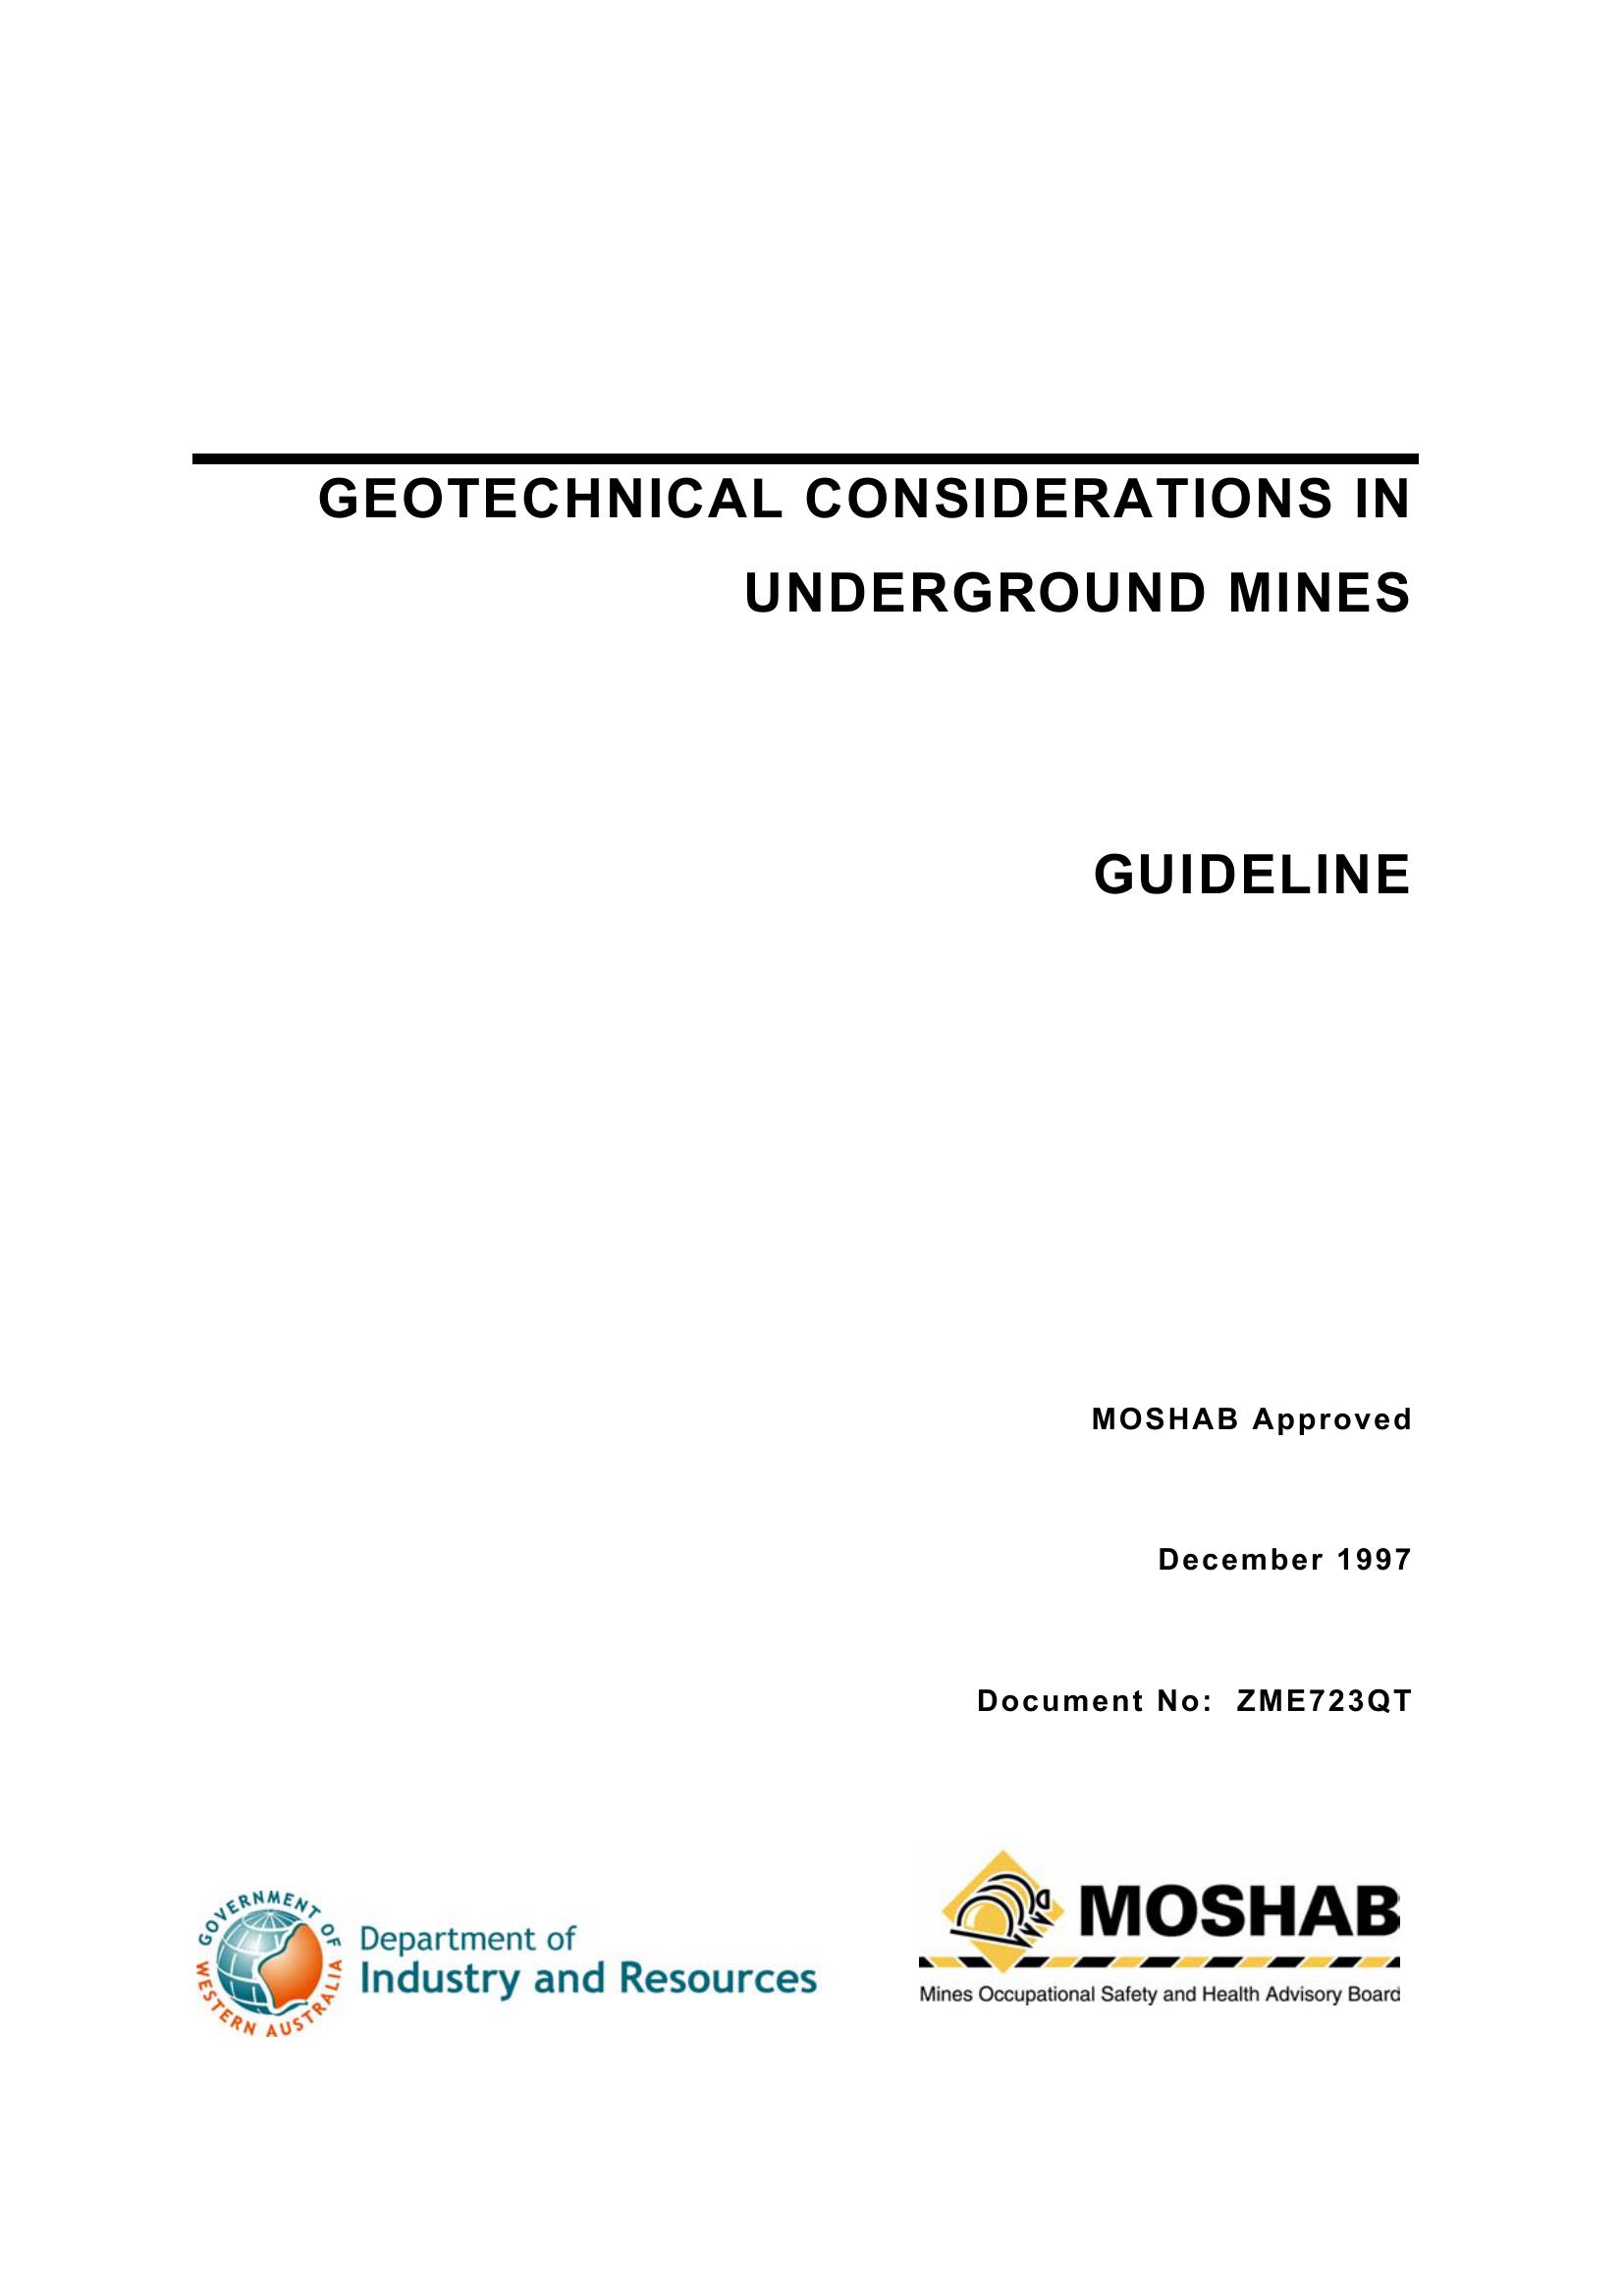 GEOTECHNICAL CONSIDERATIONS IN
UNDERGROUND MINES
GUIDELINE
MOSHAB Approved
December 1997
Document No: ZME723QT
GOVERNMENT OF
WESTERN AUSTRALIA
Department of
Industry and Resources
MOSHAB
Mines Occupational Safety and Health Advisory Board